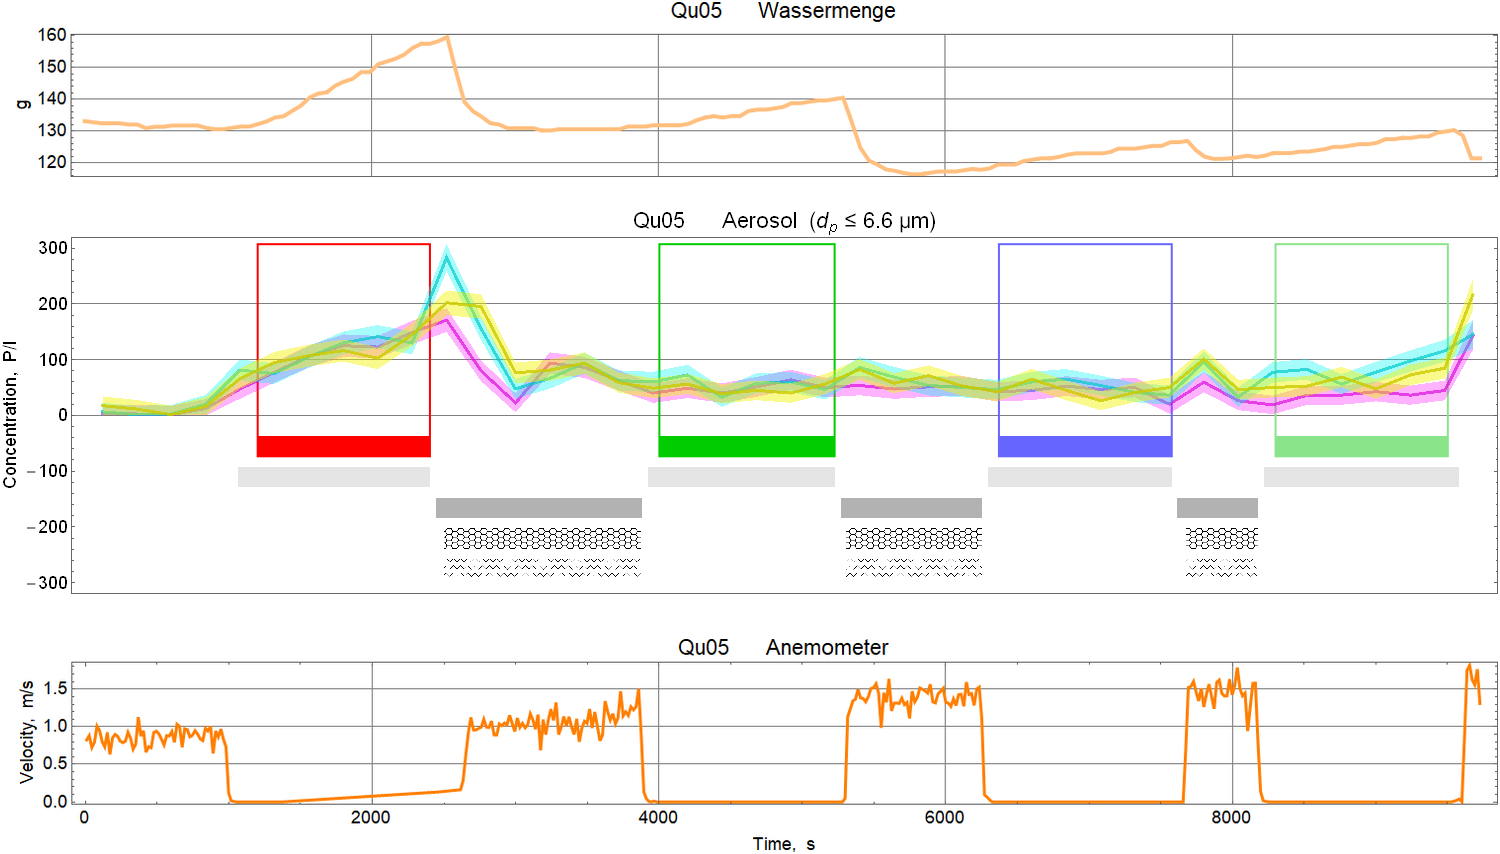 Qu05 Wassermenge
160
150
140
130
120
g
Qu05 Aerosol (dp ≤ 6.6 µm)
300
200
100
0
−100
−200
−300
Concentration, P/l
Qu05 Anemometer
1.5
1.0
0.5
0.0
Velocity, m/s
0 2000 4000 6000 8000
Time, s